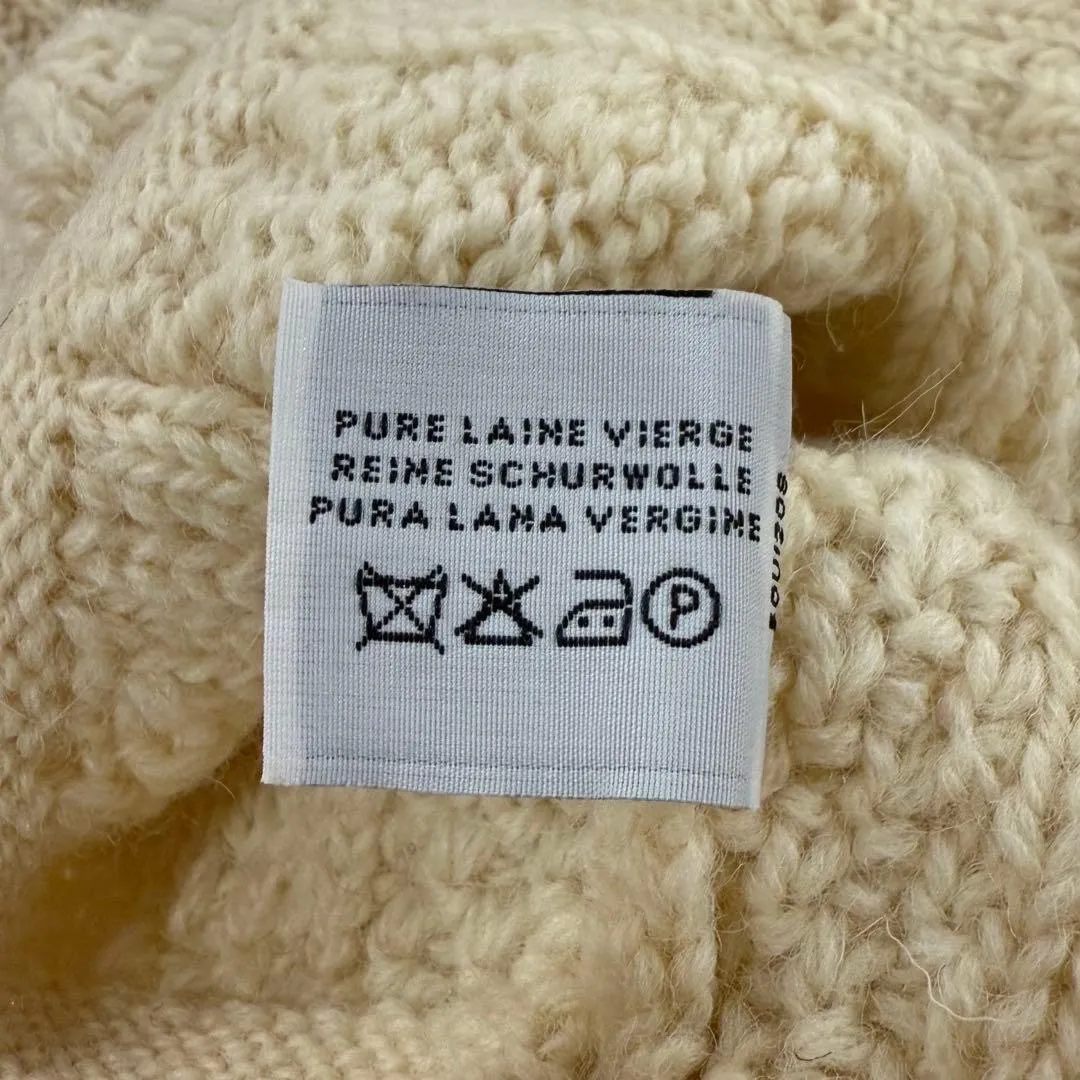 PURE LAINE VIERGE
REINE SCHURWOLLE
PURA LANA VERGINE
P